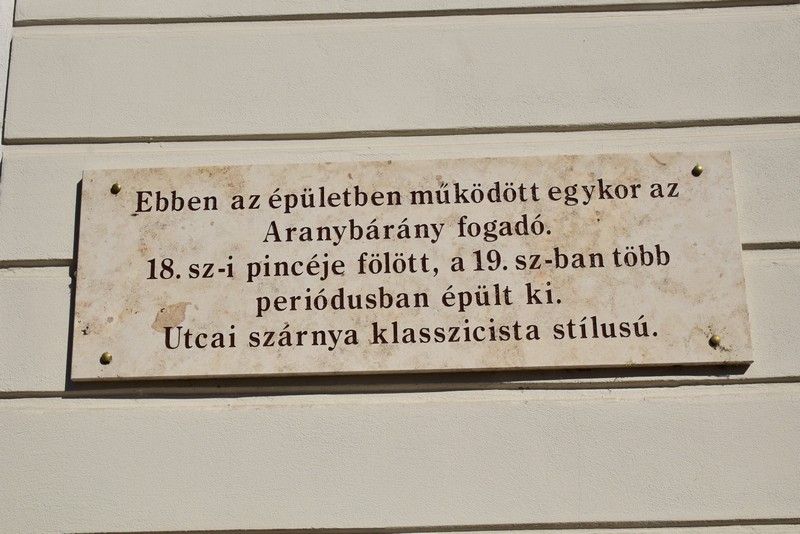 Ebben az épületben működött egykor az
Aranybárány fogadó.
18. sz-i pincéje fölött, a 19. sz-ban több
periódusban épült ki.
Utcai szárnya klasszicista stílusú.